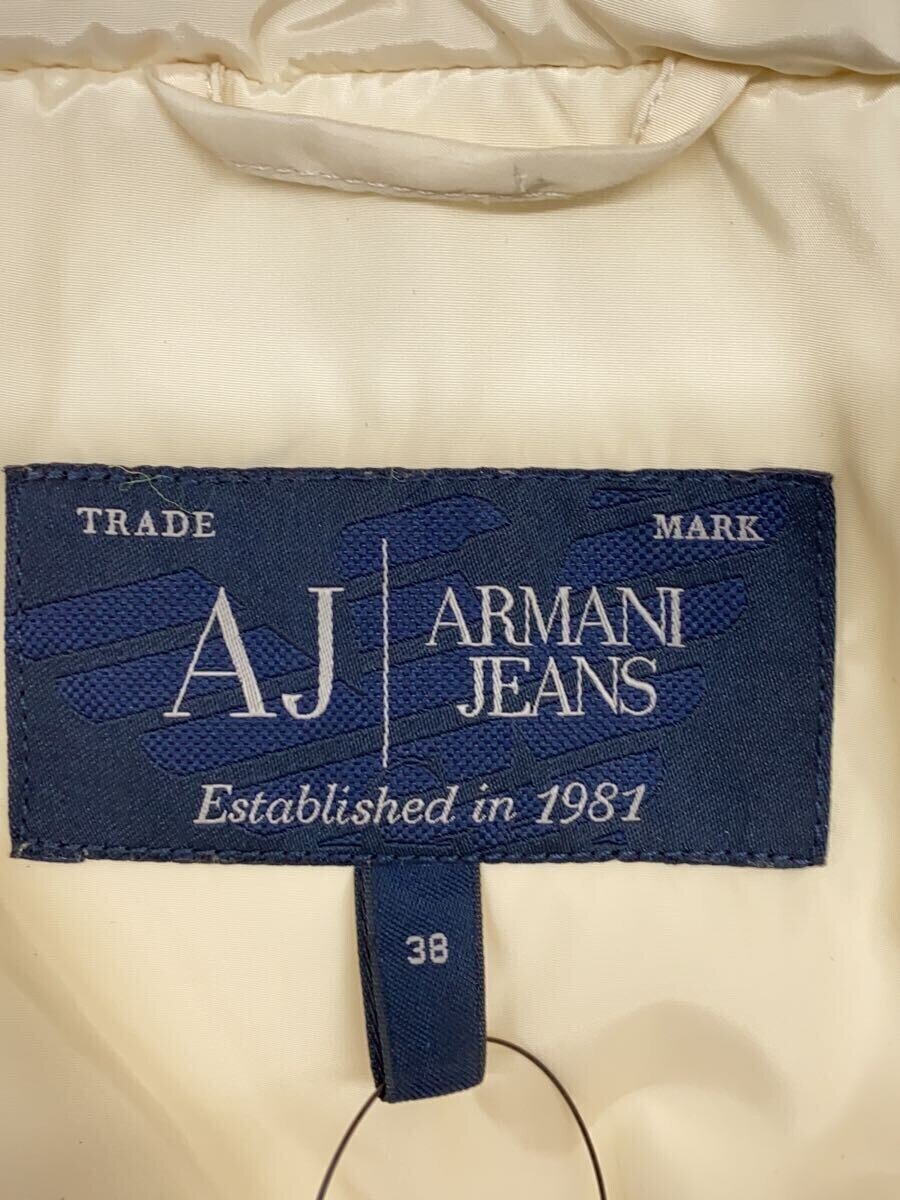 TRADE MARK
AJ
ARMANI
JEANS
Established in 1981
38